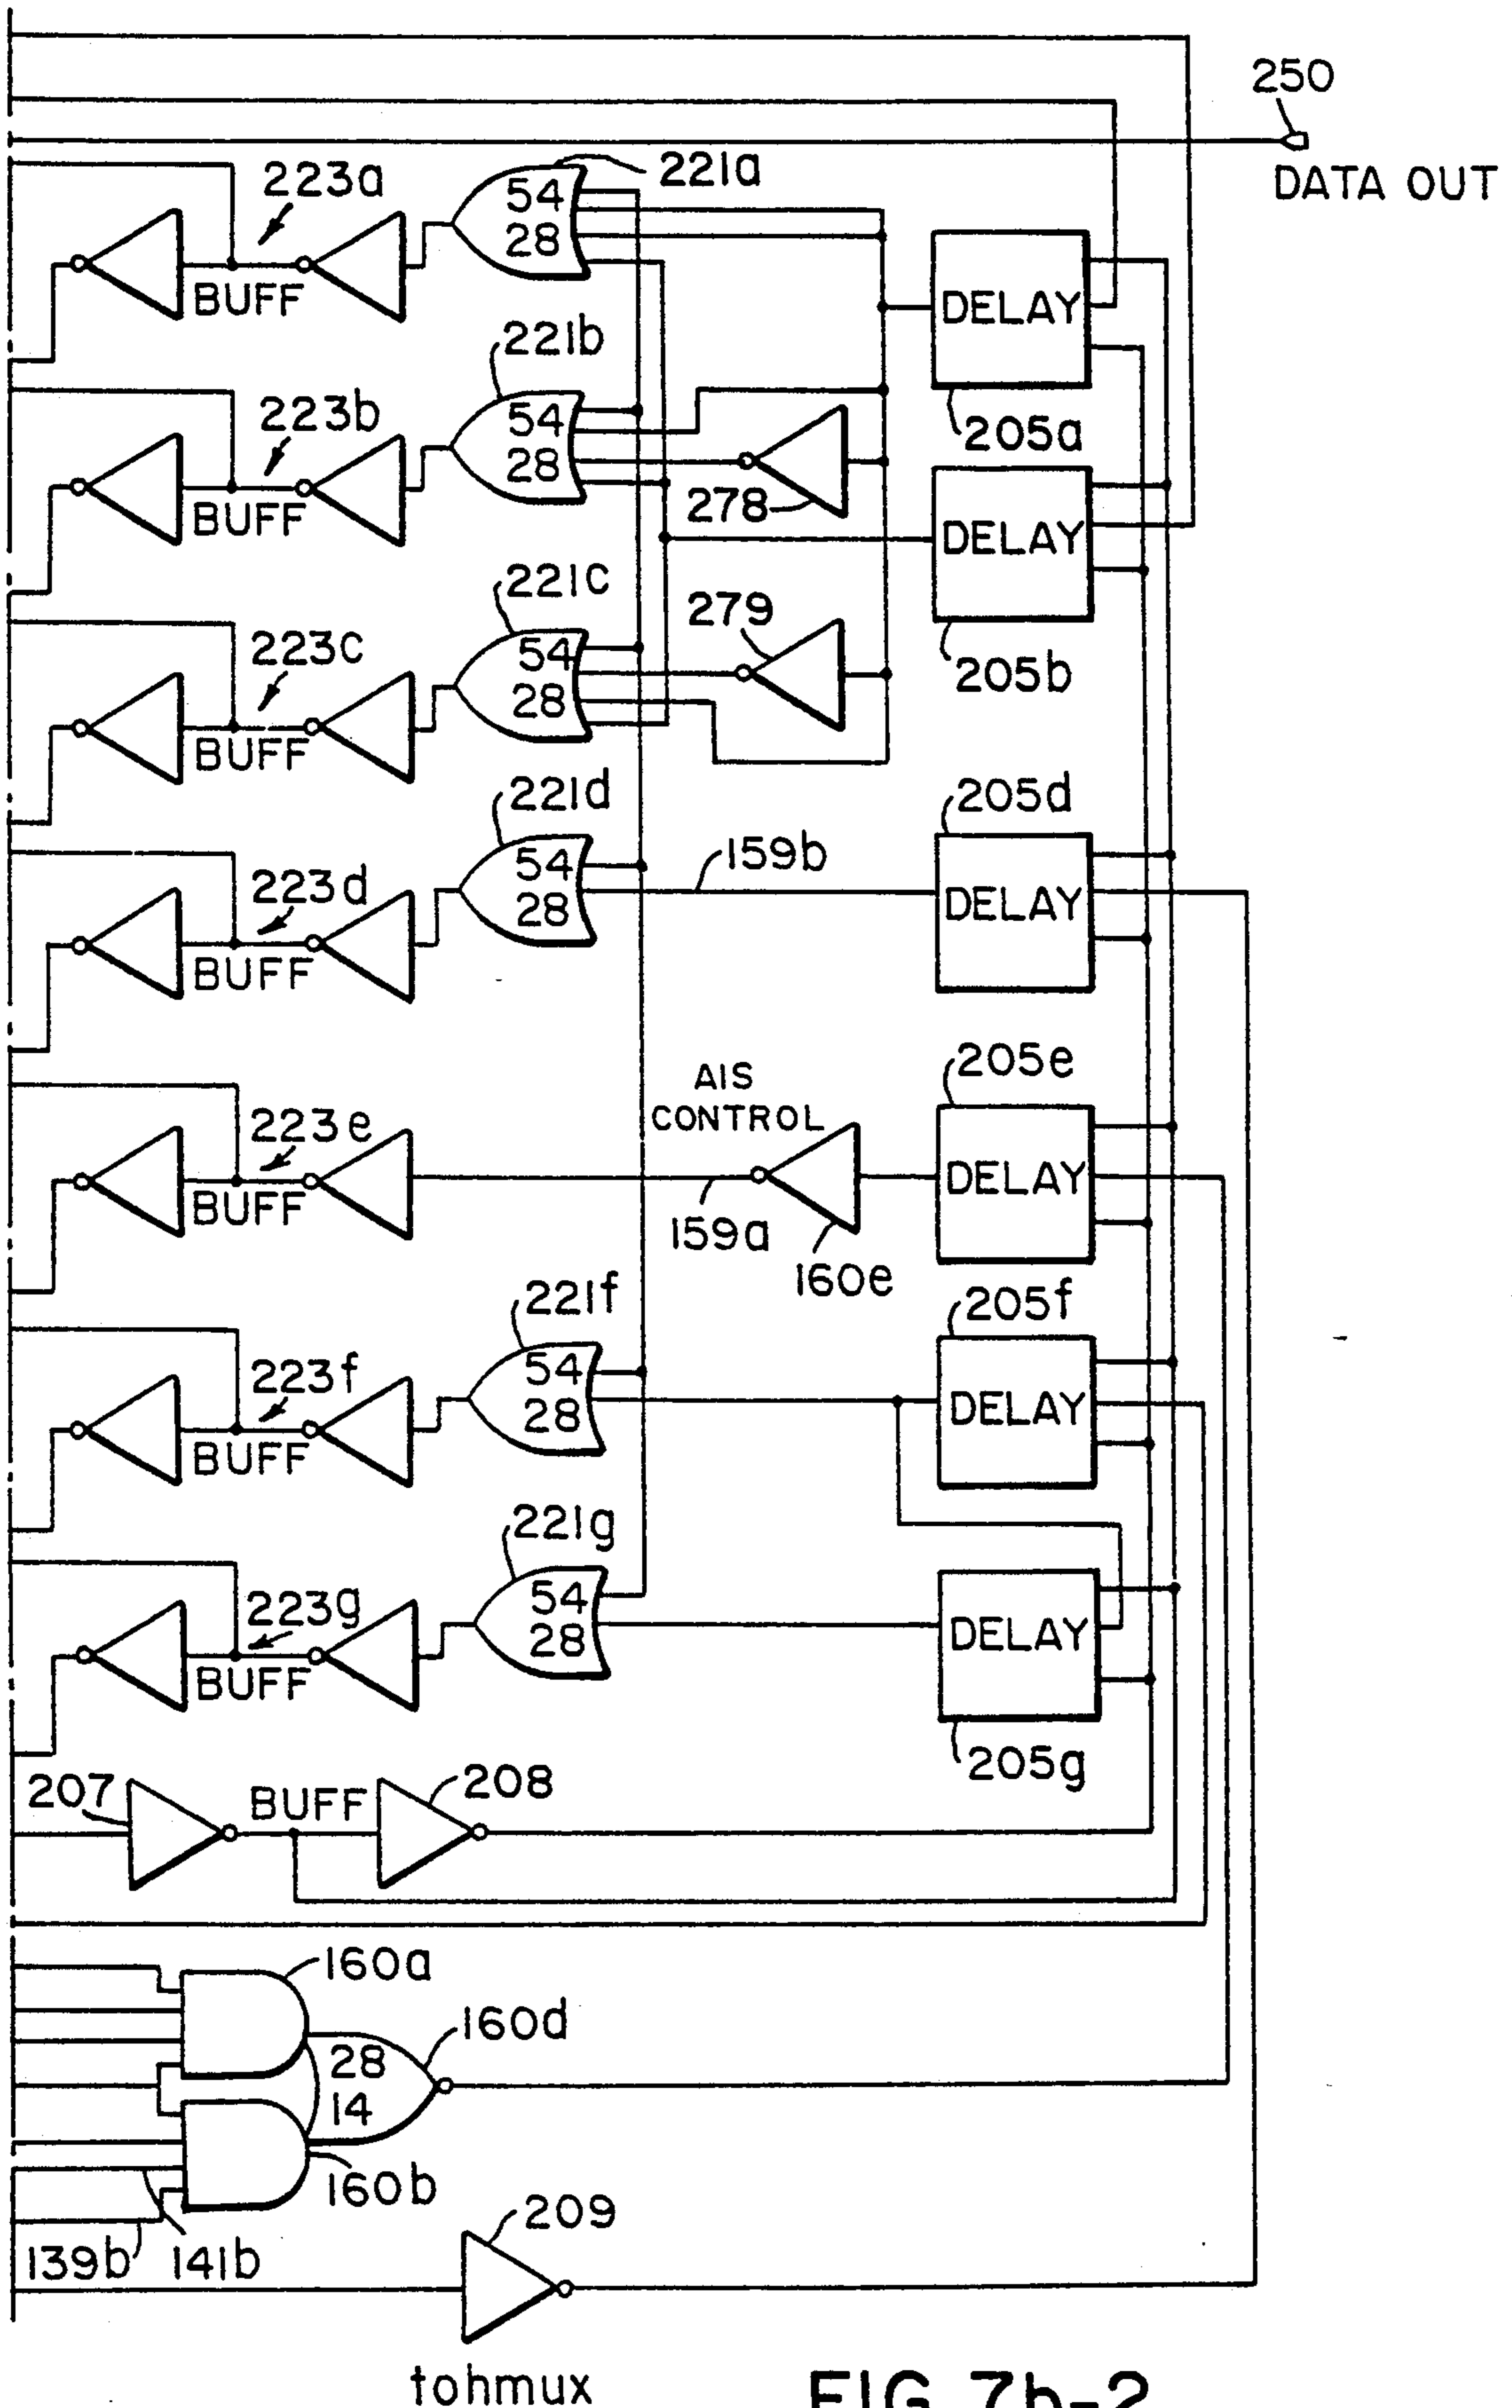 250
DATA OUT
223a
221a
54
28
BUFF
DELAY
205a
221b
223b
54
28
BUFF
278
DELAY
205b
221c
223c
54
28
BUFF
279
221d
223d
54
28
BUFF
159b
205d
DELAY
223e
BUFF
AIS
CONTROL
159a
160e
205e
DELAY
221f
223f
54
28
BUFF
205f
DELAY
221g
223g
54
28
BUFF
DELAY
205g
207
BUFF
208
160a
160d
28
14
160b
139b
141b
209
tohmux
FIG 7b-2